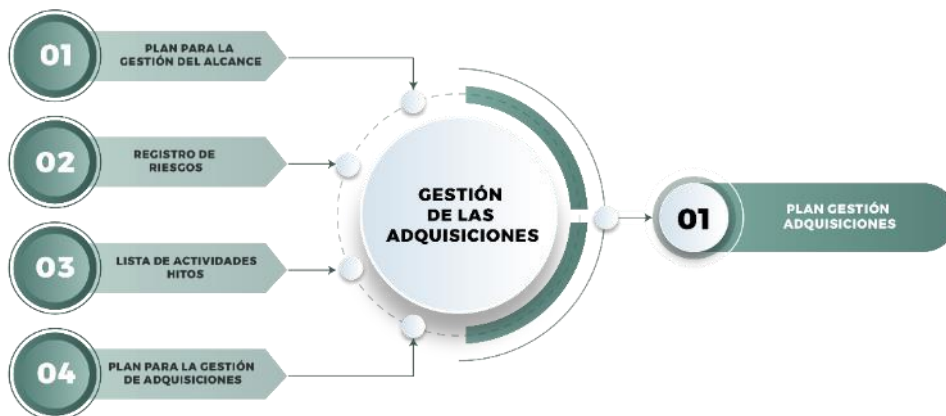 01
PLAN PARA LA
GESTIÓN DEL ALCANCE
02
REGISTRO DE
RIESGOS
03
LISTA DE ACTIVIDADES
HITOS
04
PLAN PARA LA GESTIÓN
DE ADQUISICIONES
GESTIÓN
DE LAS
ADQUISICIONES
01
PLAN GESTIÓN
ADQUISICIONES